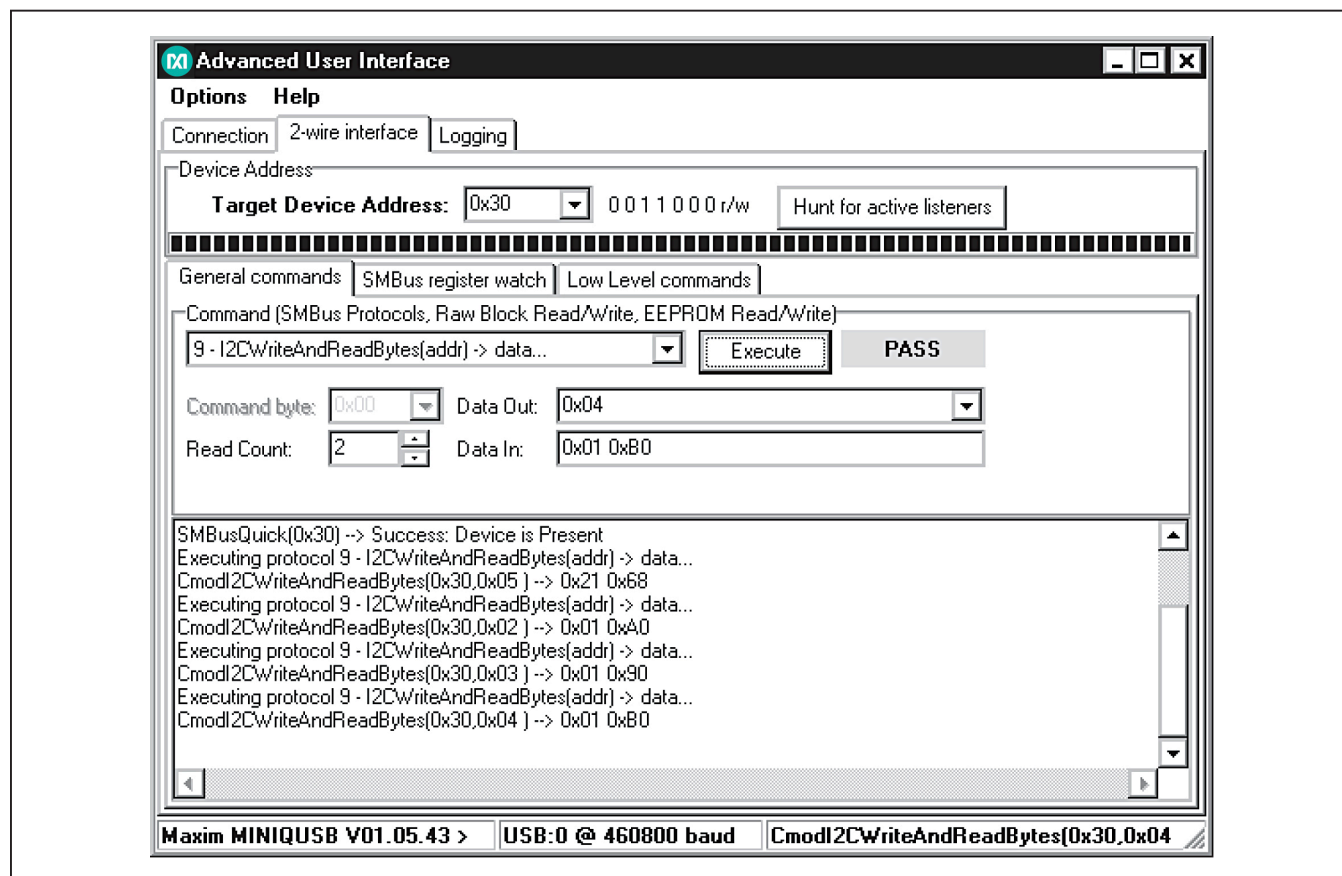 Advanced User Interface
Options Help
Connection 2-wire interface Logging
Device Address
Target Device Address: 0x30 0 0 1 1 0 0 0 r/w Hunt for active listeners
General commands SMBus register watch Low Level commands
Command (SMBus Protocols, Raw Block Read/Write, EEPROM Read/Write)
9 - I2CWriteAndReadBytes(addr) -> data... Execute PASS
Command byte: 0x00 Data Out: 0x04
Read Count: 2 Data In: 0x01 0xB0
SMBusQuick(0x30) --> Success: Device is Present
Executing protocol 9 - I2CWriteAndReadBytes(addr) -> data...
CmodI2CWriteAndReadBytes(0x30,0x05 ) --> 0x21 0x68
Executing protocol 9 - I2CWriteAndReadBytes(addr) -> data...
CmodI2CWriteAndReadBytes(0x30,0x02 ) --> 0x01 0xA0
Executing protocol 9 - I2CWriteAndReadBytes(addr) -> data...
CmodI2CWriteAndReadBytes(0x30,0x03 ) --> 0x01 0x90
Executing protocol 9 - I2CWriteAndReadBytes(addr) -> data...
CmodI2CWriteAndReadBytes(0x30,0x04 ) --> 0x01 0xB0
Maxim MINIQUSB V01.05.43 > USB:0 @ 460800 baud CmodI2CWriteAndReadBytes(0x30,0x04